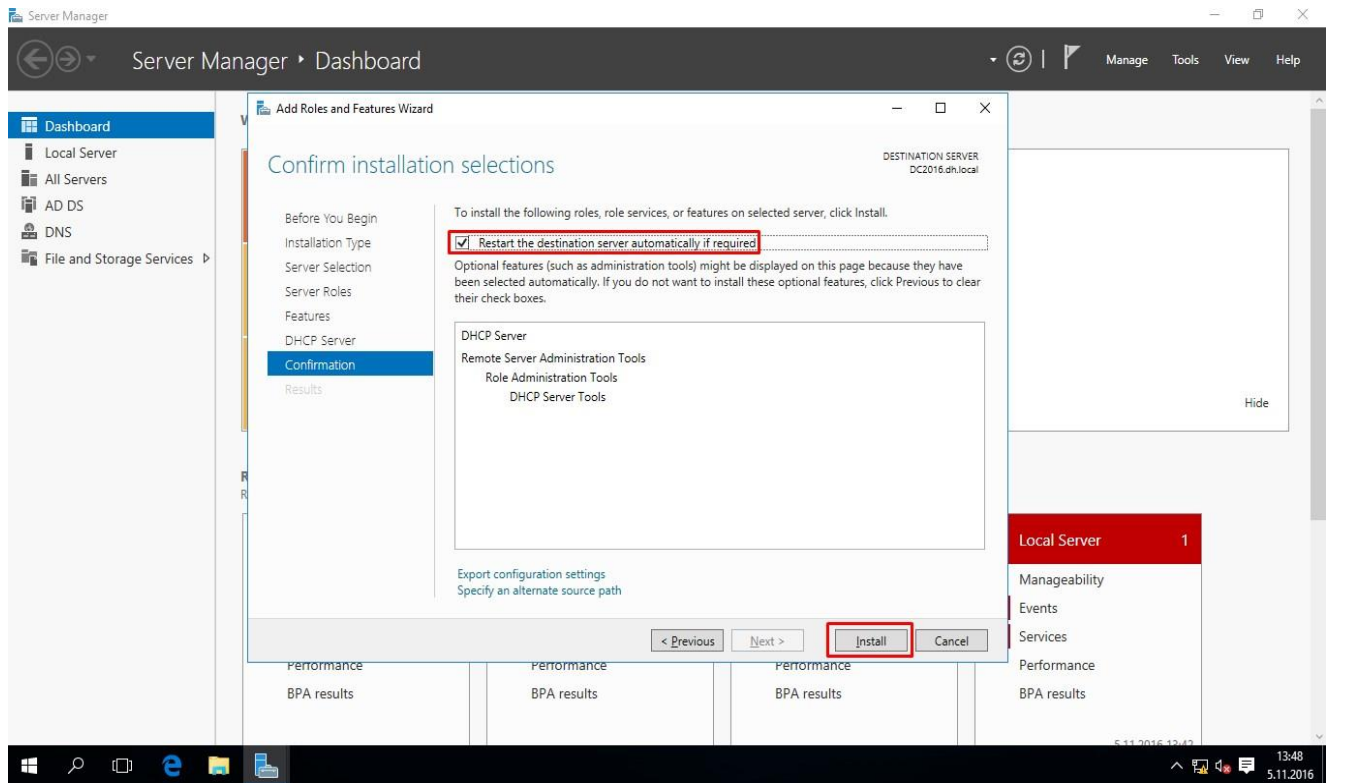 Server Manager
Server Manager • Dashboard
Manage Tools View Help
Dashboard
Local Server
All Servers
AD DS
DNS
File and Storage Services
Add Roles and Features Wizard
Confirm installation selections
DESTINATION SERVER
DC2016.dh.local
Before You Begin
Installation Type
Server Selection
Server Roles
Features
DHCP Server
Confirmation
Results
To install the following roles, role services, or features on selected server, click Install.
Restart the destination server automatically if required
Optional features (such as administration tools) might be displayed on this page because they have
been selected automatically. If you do not want to install these optional features, click Previous to clear
their check boxes.
DHCP Server
Remote Server Administration Tools
Role Administration Tools
DHCP Server Tools
Export configuration settings
Specify an alternate source path
< Previous Next > Install Cancel
Hide
Local Server 1
Manageability
Events
Services
Performance Performance Performance Performance
BPA results BPA results BPA results BPA results
5.11.2016 13:42
13:48
5.11.2016